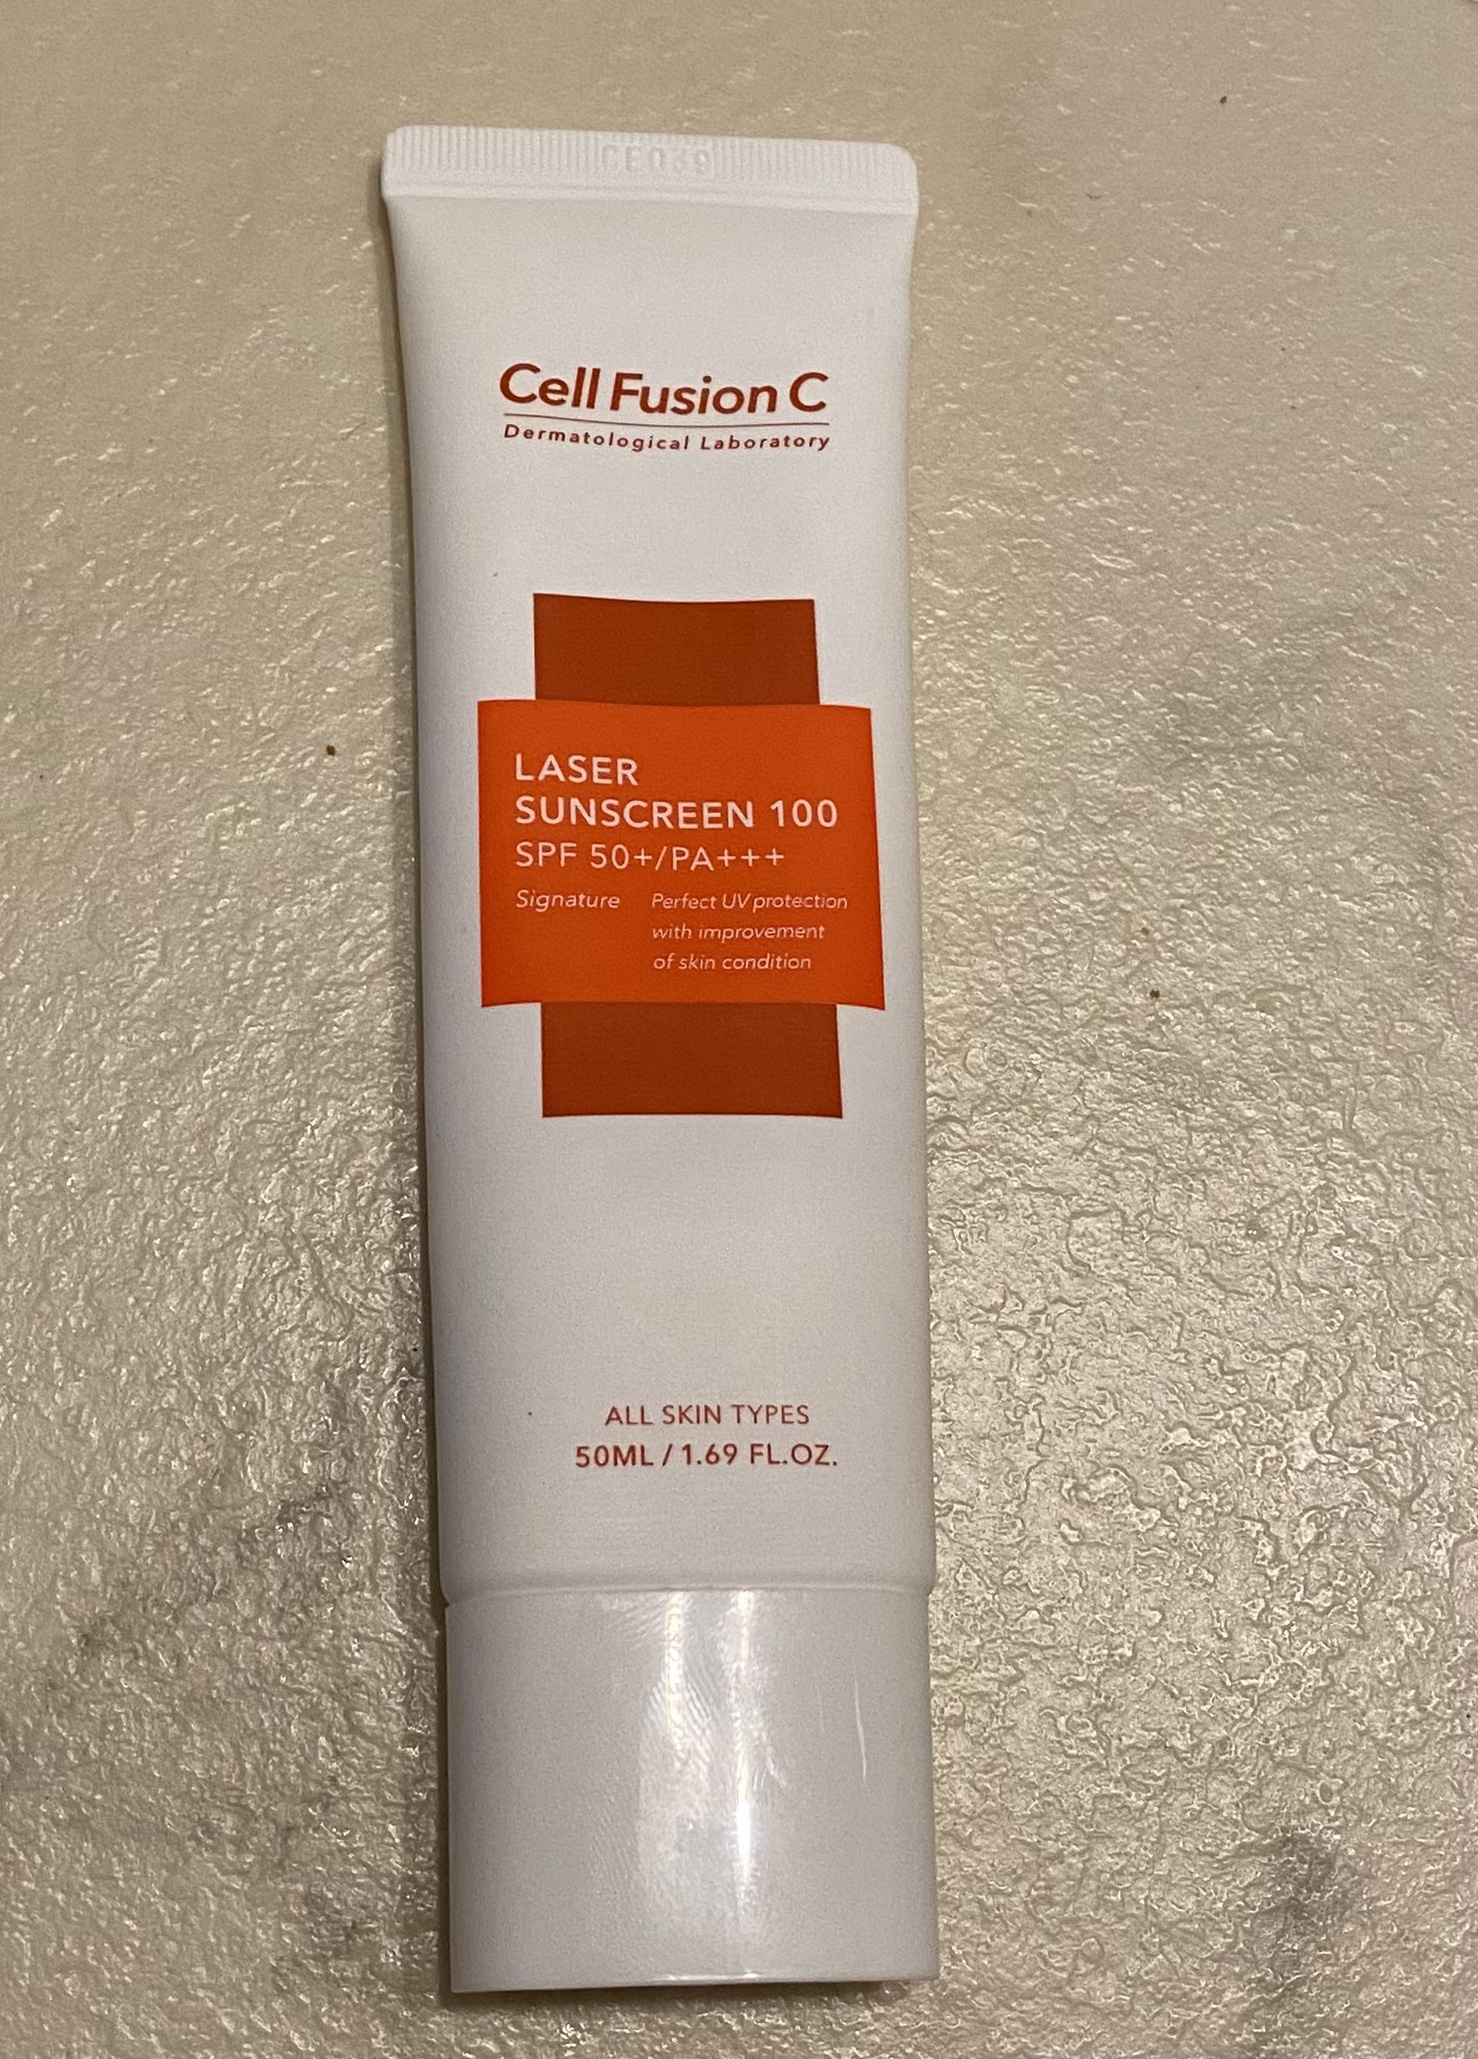 Cell Fusion C
Dermatological Laboratory
LASER
SUNSCREEN 100
SPF 50+/PA+++
Signature Perfect UV protection
with improvement
of skin condition
ALL SKIN TYPES
50ML / 1.69 FL.OZ.